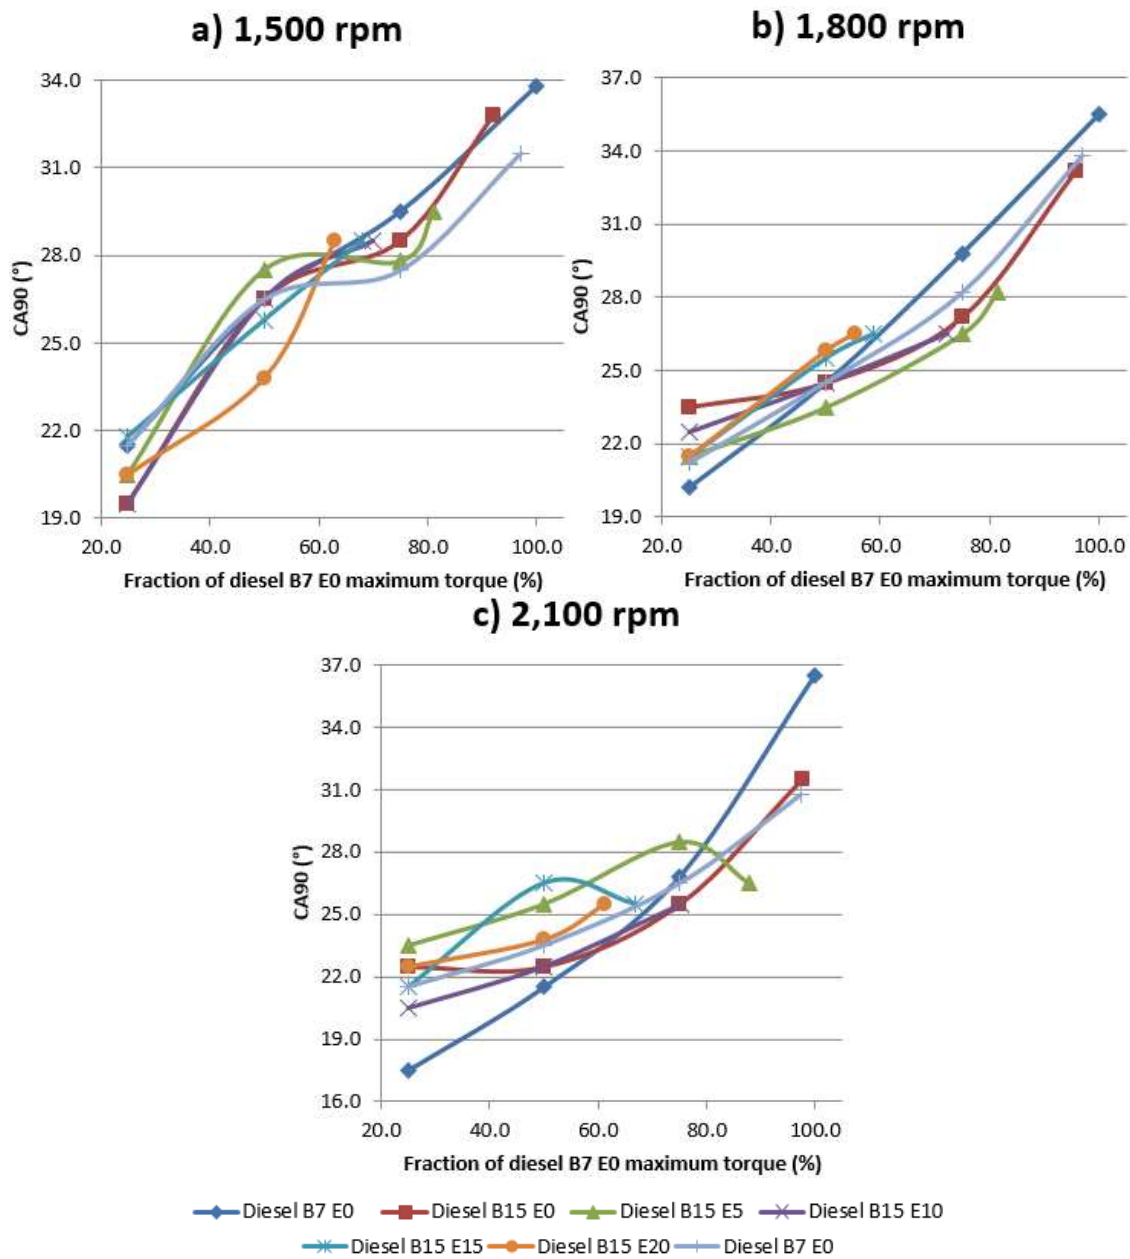 a) 1,500 rpm
34.0
31.0
28.0
25.0
22.0
19.0
CA90 (°)
20.0 40.0 60.0 80.0 100.0
Fraction of diesel B7 E0 maximum torque (%)
b) 1,800 rpm
37.0
34.0
31.0
28.0
25.0
22.0
19.0
CA90 (°)
20.0 40.0 60.0 80.0 100.0
Fraction of diesel B7 E0 maximum torque (%)
c) 2,100 rpm
37.0
34.0
31.0
28.0
25.0
22.0
19.0
16.0
CA90 (°)
20.0 40.0 60.0 80.0 100.0
Fraction of diesel B7 E0 maximum torque (%)
Diesel B7 E0 Diesel B15 E0 Diesel B15 E5 Diesel B15 E10
Diesel B15 E15 Diesel B15 E20 Diesel B7 E0